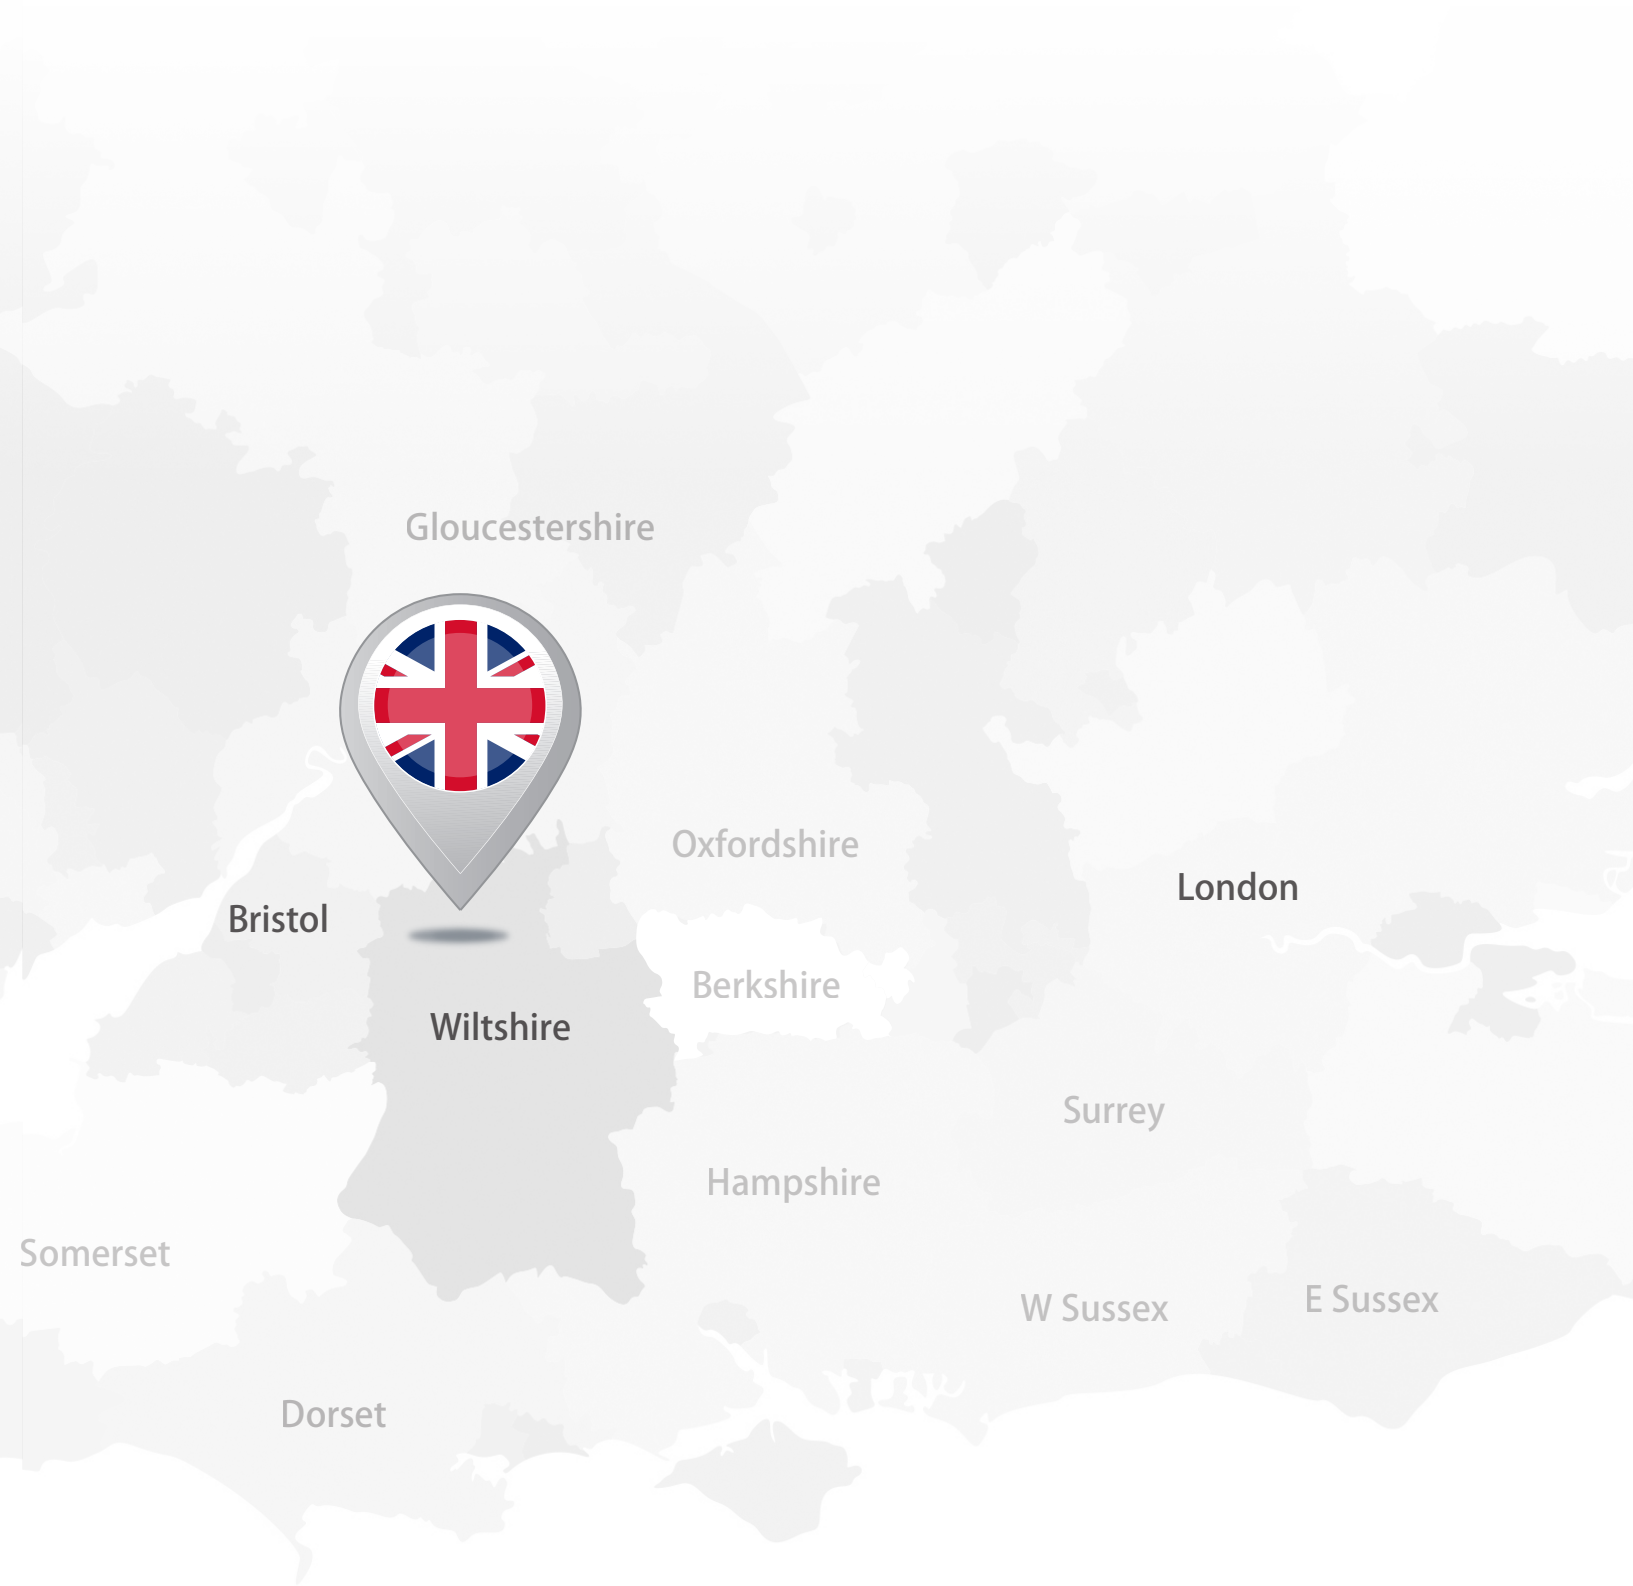 Gloucestershire
Oxfordshire
London
Bristol
Berkshire
Wiltshire
Surrey
Hampshire
Somerset
E Sussex
W Sussex
Dorset